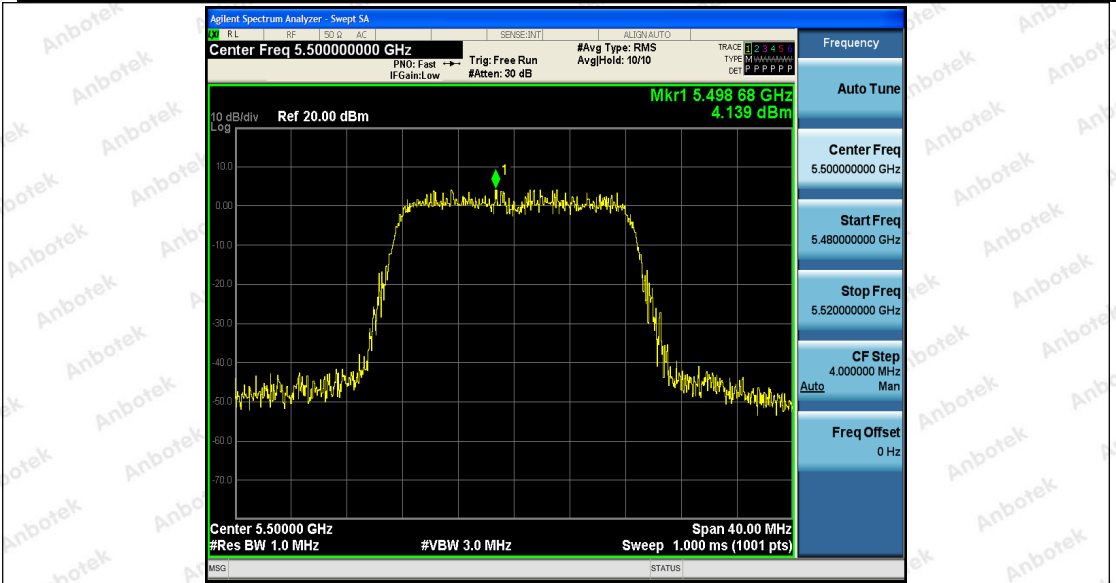 Agilent Spectrum Analyzer - Swept SA
RL RF 50 Ω AC SENSE:INT ALIGN AUTO
Center Freq 5.500000000 GHz
PNO: Fast
IFGain:Low
Trig: Free Run
#Atten: 30 dB
#Avg Type: RMS
Avg|Hold: 10/10
TRACE 1 2 3 4 5 6
TYPE M
DET P P P P P P
Mkr1 5.498 68 GHz
4.139 dBm
10 dB/div Ref 20.00 dBm
Log
1
10.0
0.00
-10.0
-20.0
-30.0
-40.0
-50.0
-60.0
-70.0
Center 5.50000 GHz Span 40.00 MHz
#Res BW 1.0 MHz #VBW 3.0 MHz Sweep 1.000 ms (1001 pts)
MSG STATUS
Frequency
Auto Tune
Center Freq
5.500000000 GHz
Start Freq
5.480000000 GHz
Stop Freq
5.520000000 GHz
CF Step
4.000000 MHz
Auto Man
Freq Offset
0 Hz
Anbotek